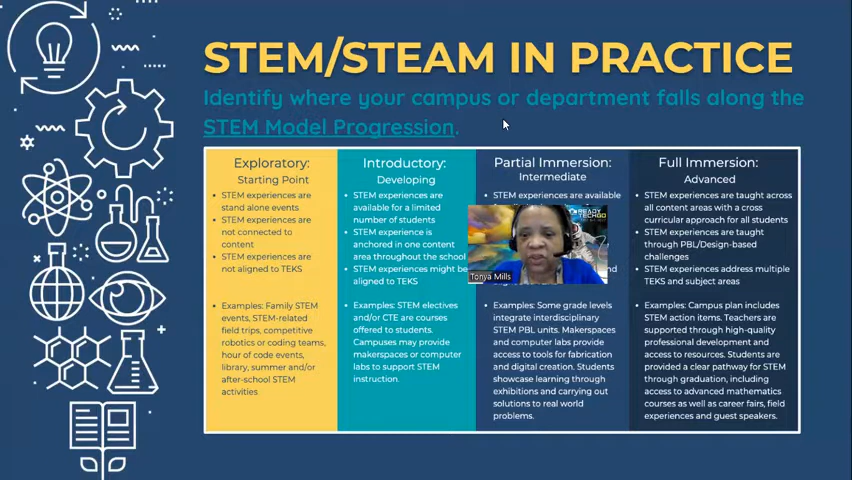 STEM/STEAM IN PRACTICE
Identify where your campus or department falls along the
STEM Model Progression.
Exploratory:
Starting Point
• STEM experiences are
stand alone events
• STEM experiences are
not connected to
content
• STEM experiences are
not aligned to TEKS
• Examples: Family STEM
events, STEM-related
field trips, competitive
robotics or coding teams,
hour of code events,
library, summer and/or
after-school STEM
activities
Introductory:
Developing
• STEM experiences are
available for a limited
number of students
• STEM experience is
anchored in one content
area throughout the school
• STEM experiences might be
aligned to TEKS
• Examples: STEM electives
and/or CTE are courses
offered to students.
Campuses may provide
makerspaces or computer
labs to support STEM
instruction.
Partial Immersion:
Intermediate
• STEM experiences are available
READY
TECH GO
Tonya Mills
and
• Examples: Some grade levels
integrate interdisciplinary
STEM PBL units. Makerspaces
and computer labs provide
access to tools for fabrication
and digital creation. Students
showcase learning through
exhibitions and carrying out
solutions to real world
problems.
Full Immersion:
Advanced
• STEM experiences are taught across
all content areas with a cross
curricular approach for all students
• STEM experiences are taught
through PBL/Design-based
challenges
• STEM experiences address multiple
TEKS and subject areas
• Examples: Campus plan includes
STEM action items. Teachers are
supported through high-quality
professional development and
access to resources. Students are
provided a clear pathway for STEM
through graduation, including
access to advanced mathematics
courses as well as career fairs, field
experiences and guest speakers.